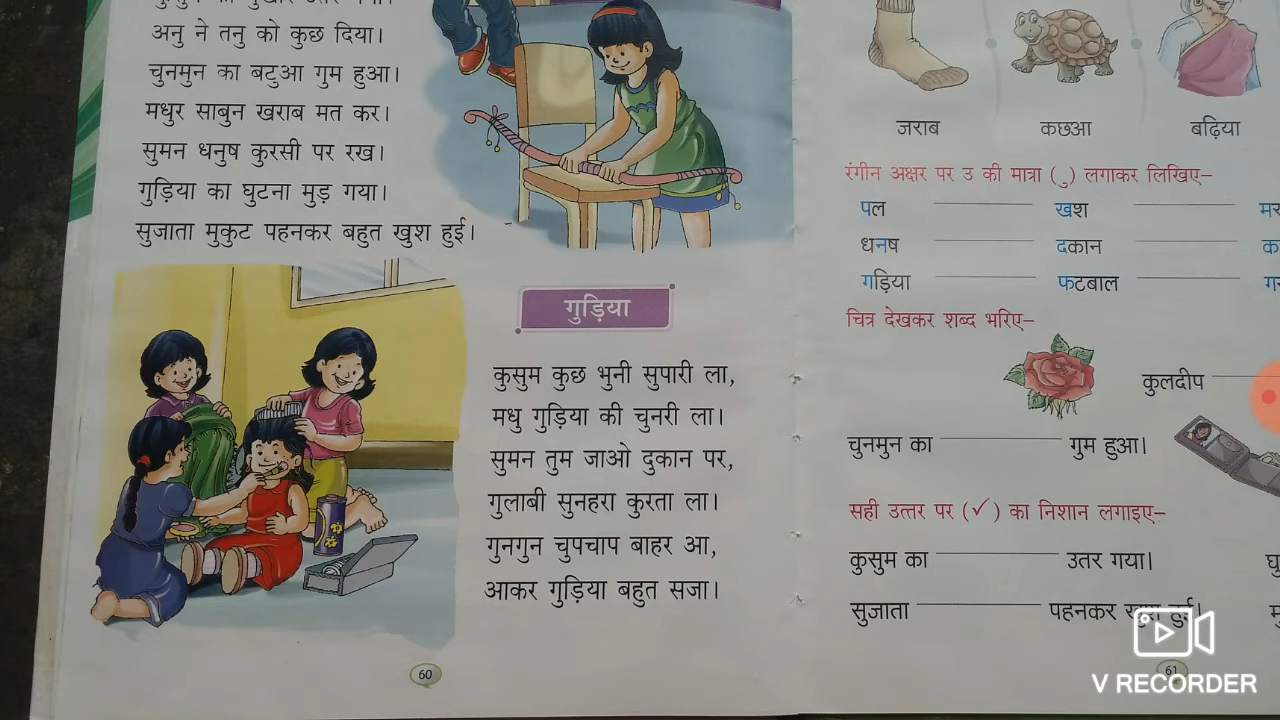 अनु ने तनु को कुछ दिया।
चुनमुन का बटुआ गुम हुआ।
मधुर साबुन खराब मत कर।
सुमन धनुष कुरसी पर रख।
गुड़िया का घुटना मुड़ गया।
सुजाता मुकुट पहनकर बहुत खुश हुई।
गुड़िया
कुसुम कुछ भुनी सुपारी ला,
मधु गुड़िया की चुनरी ला।
सुमन तुम जाओ दुकान पर,
गुलाबी सुनहरा कुरता ला।
गुनगुन चुपचाप बाहर आ,
आकर गुड़िया बहुत सजा।
60
जराब कछआ बढ़िया
रंगीन अक्षर पर उ की मात्रा ( ु ) लगाकर लिखिए–
पल खश
धनष दकान
गड़िया फटबाल
चित्र देखकर शब्द भरिए–
कुलदीप
चुनमुन का गुम हुआ।
सही उत्तर पर (✓) का निशान लगाइए–
कुसुम का उतर गया।
सुजाता पहनकर खुश हुई।
61
V RECORDER